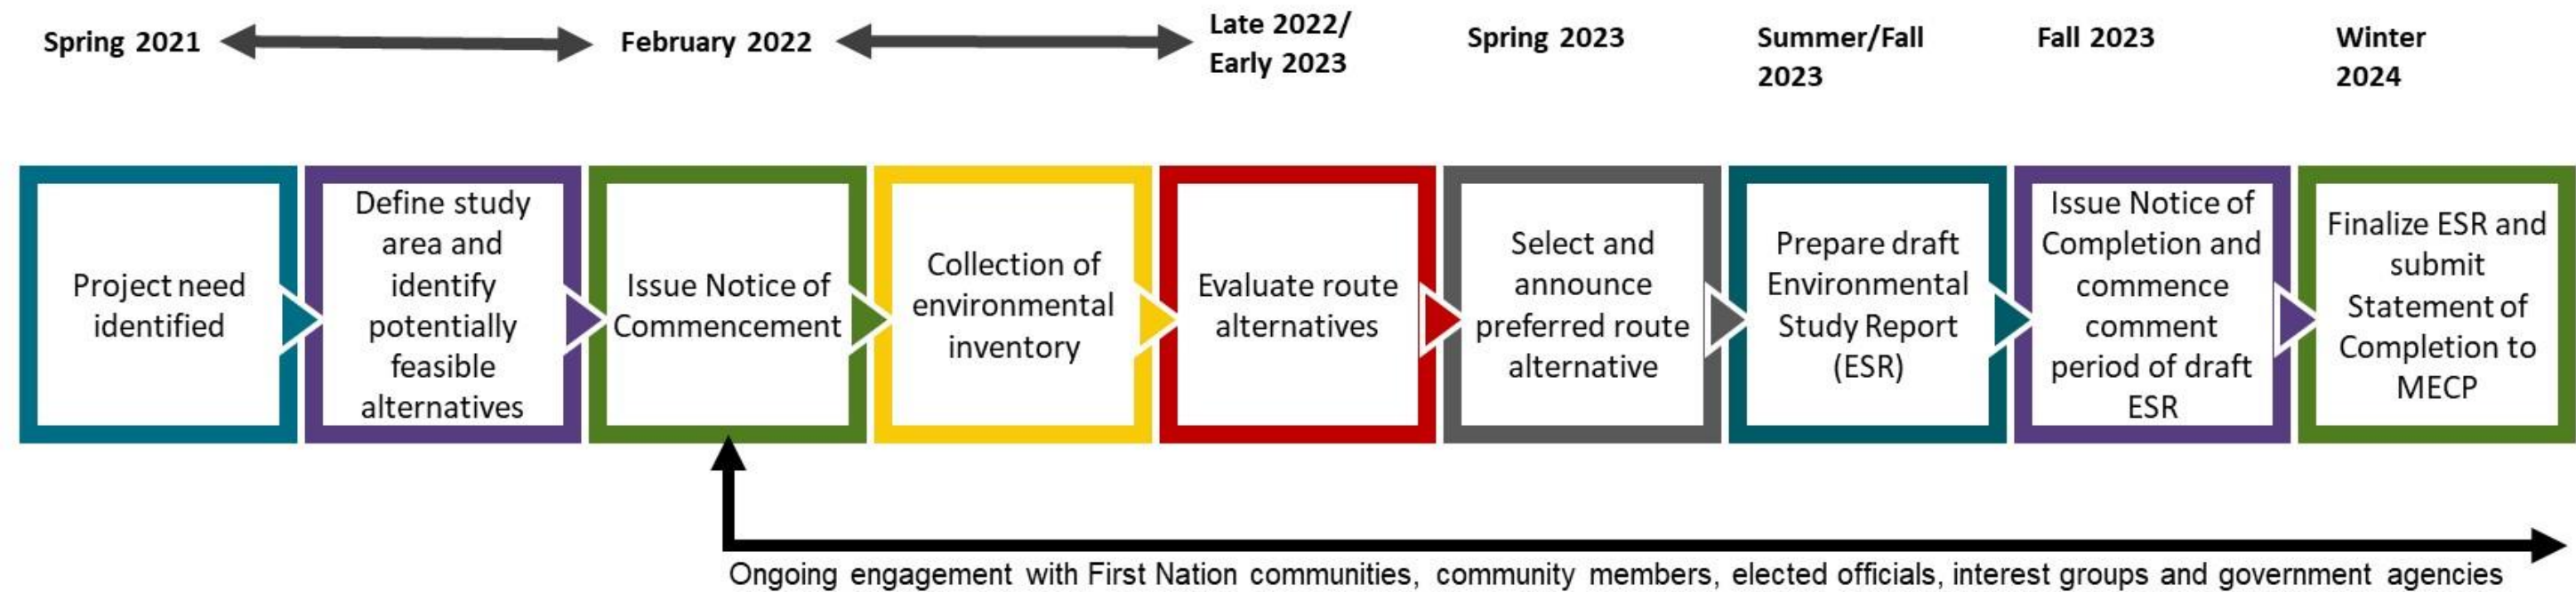 Spring 2021
February 2022
Late 2022/
Early 2023
Spring 2023
Summer/Fall
2023
Fall 2023
Winter
2024
Project need
identified
Define study
area and
identify
potentially
feasible
alternatives
Issue Notice of
Commencement
Collection of
environmental
inventory
Evaluate route
alternatives
Select and
announce
preferred route
alternative
Prepare draft
Environmental
Study Report
(ESR)
Issue Notice of
Completion and
commence
comment
period of draft
ESR
Finalize ESR and
submit
Statement of
Completion to
MECP
Ongoing engagement with First Nation communities, community members, elected officials, interest groups and government agencies